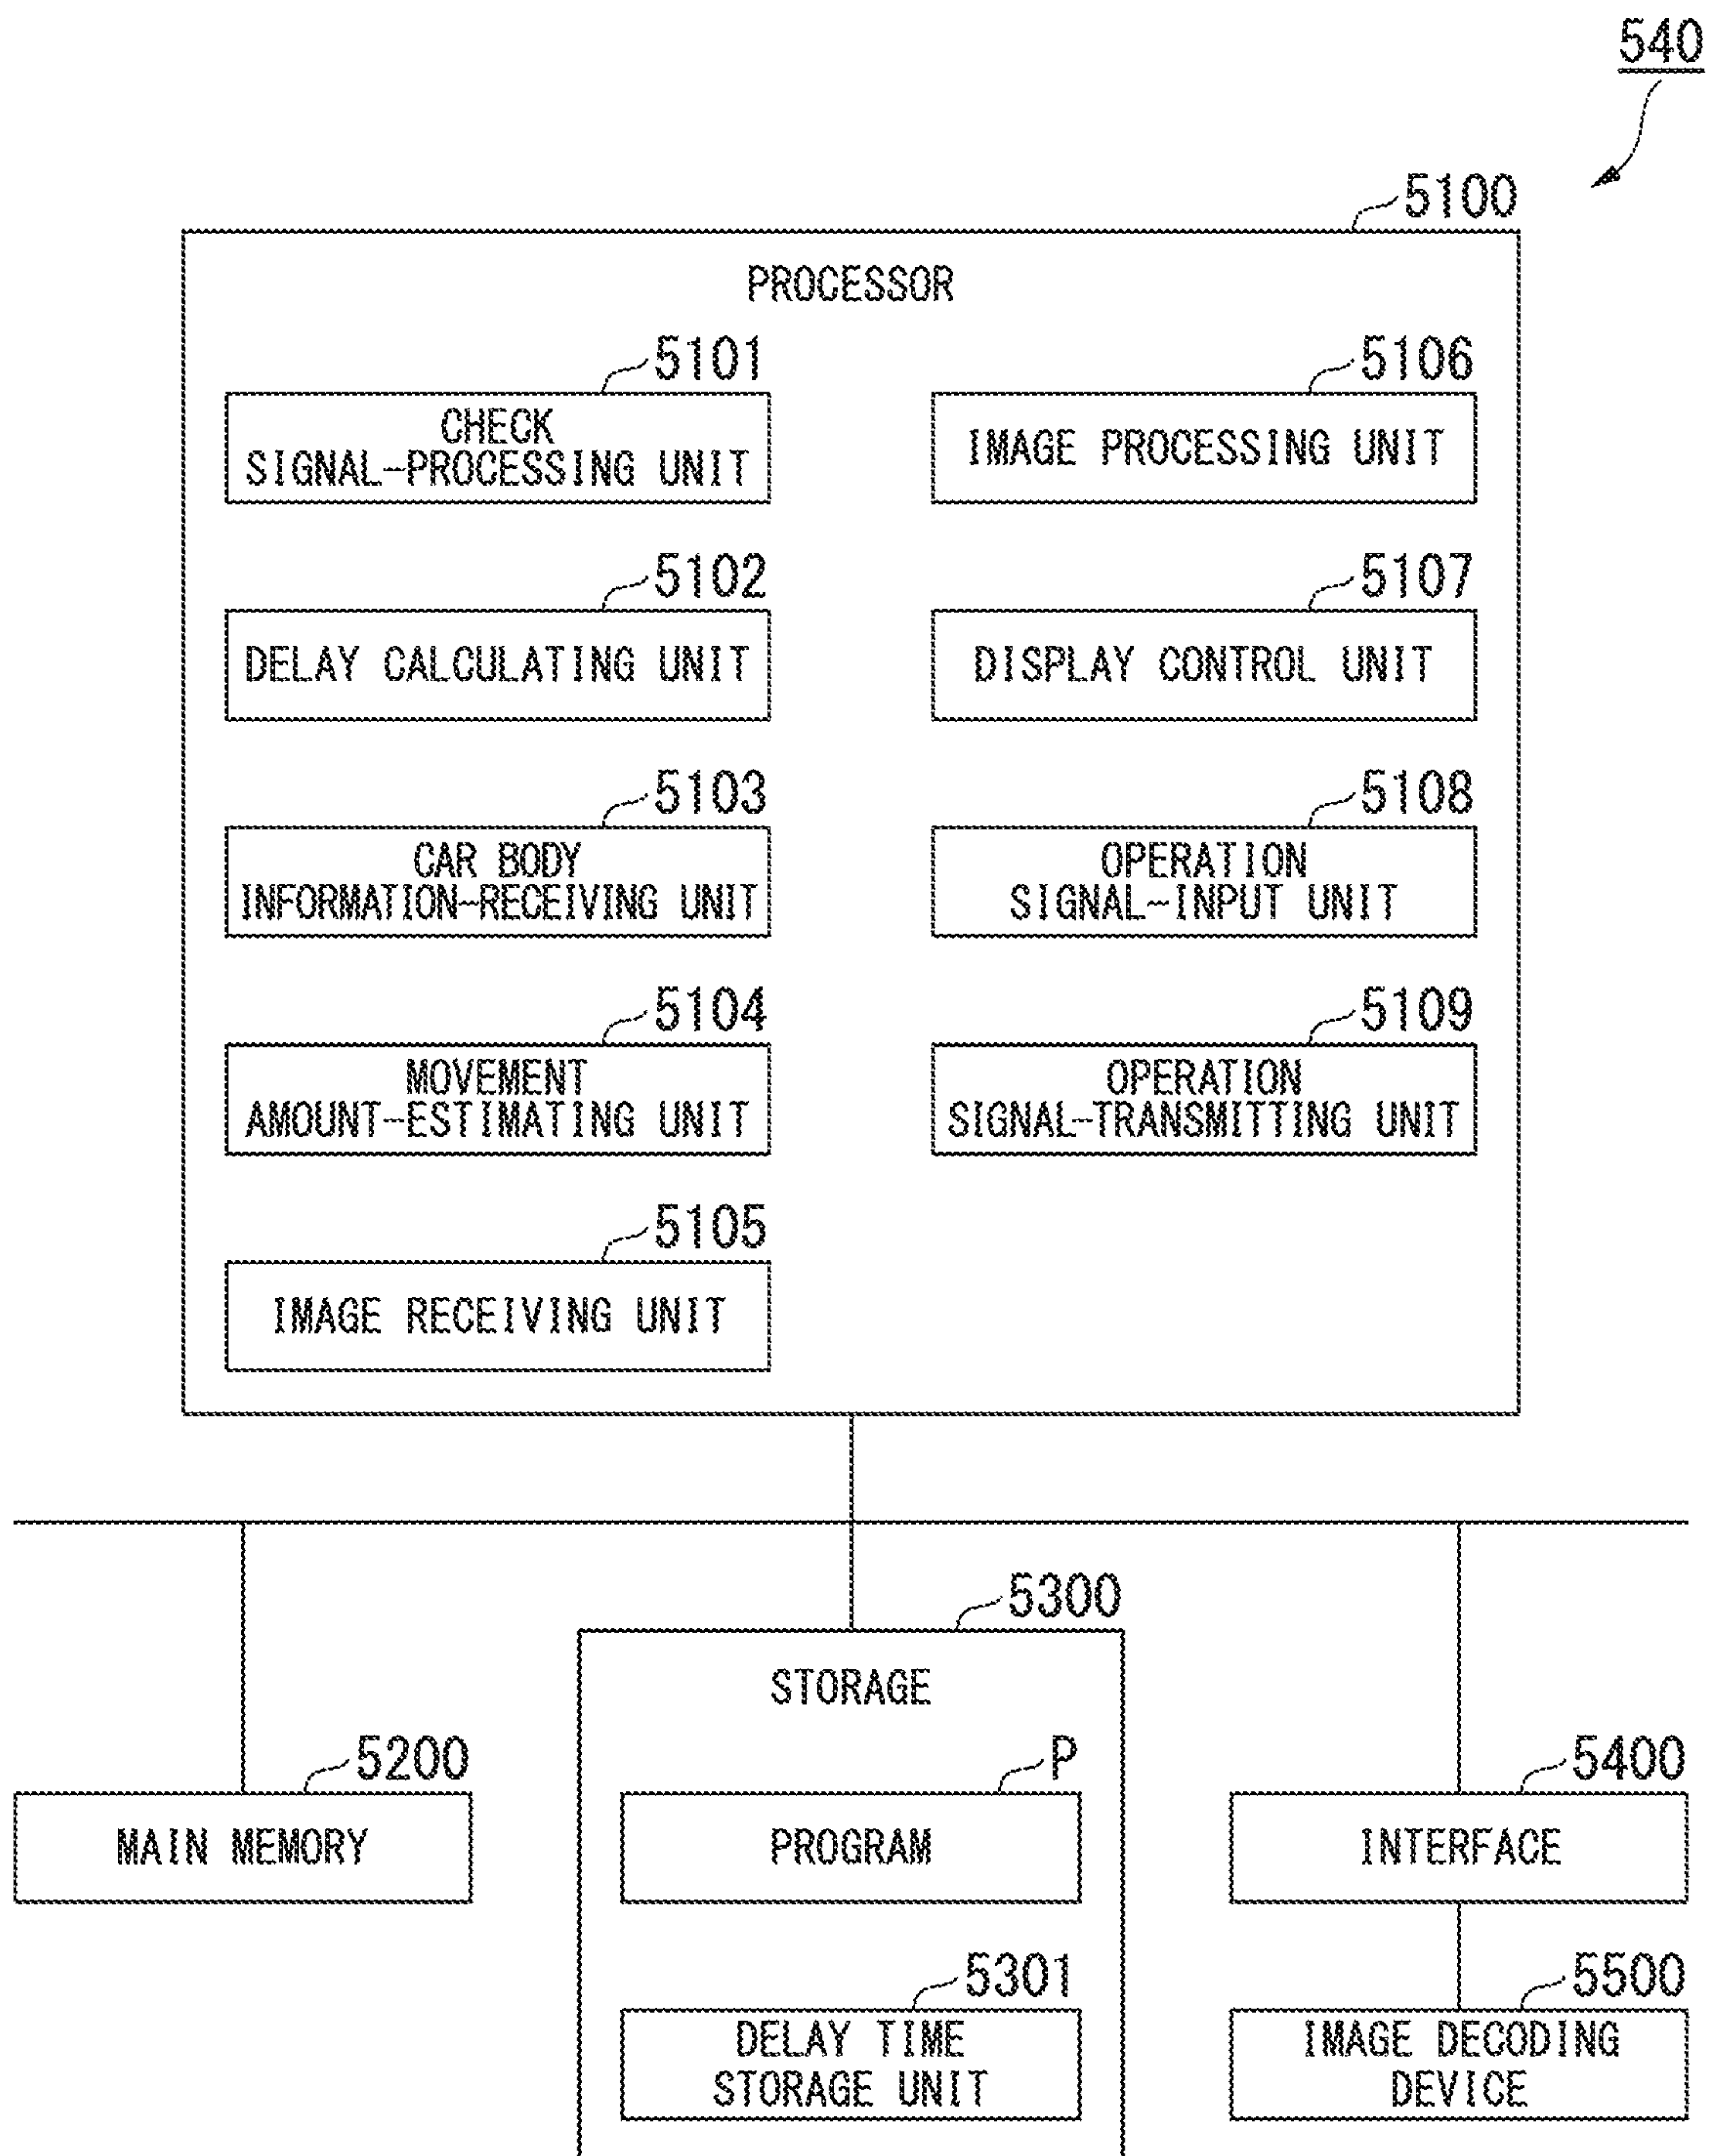 540
5100
PROCESSOR
5101
CHECK
SIGNAL-PROCESSING UNIT
5106
IMAGE PROCESSING UNIT
5102
DELAY CALCULATING UNIT
5107
DISPLAY CONTROL UNIT
5103
CAR BODY
INFORMATION-RECEIVING UNIT
5108
OPERATION
SIGNAL-INPUT UNIT
5104
MOVEMENT
AMOUNT-ESTIMATING UNIT
5109
OPERATION
SIGNAL-TRANSMITTING UNIT
5105
IMAGE RECEIVING UNIT
5300
STORAGE
5200
MAIN MEMORY
P
PROGRAM
5400
INTERFACE
5301
DELAY TIME
STORAGE UNIT
5500
IMAGE DECODING
DEVICE